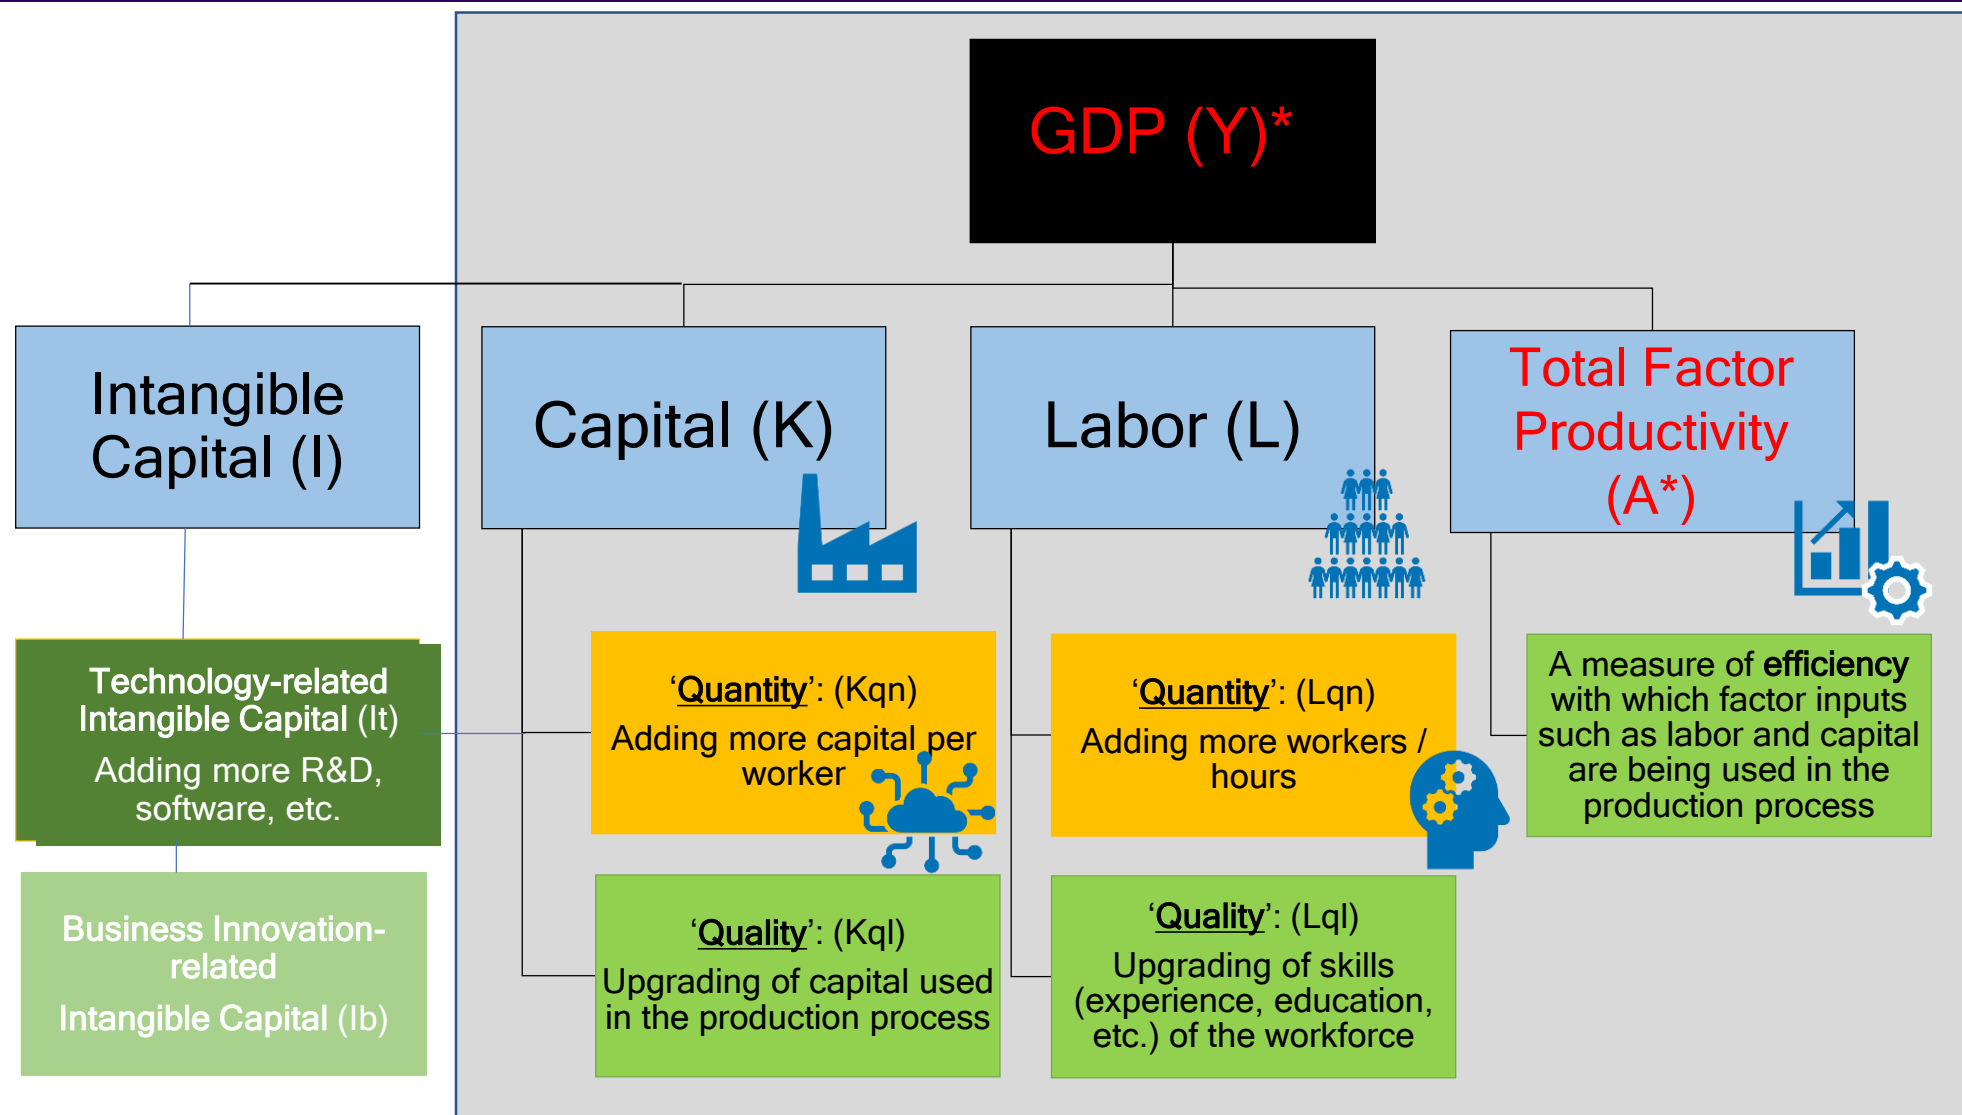 GDP (Y)*
Intangible
Capital (I)
Capital (K)
Labor (L)
Total Factor
Productivity
(A*)
Technology-related
Intangible Capital (It)
Adding more R&D,
software, etc.
Business Innovation-
related
Intangible Capital (Ib)
‘Quantity’: (Kqn)
Adding more capital per
worker
‘Quality’: (Kql)
Upgrading of capital used
in the production process
‘Quantity’: (Lqn)
Adding more workers /
hours
‘Quality’: (Lql)
Upgrading of skills
(experience, education,
etc.) of the workforce
A measure of efficiency
with which factor inputs
such as labor and capital
are being used in the
production process